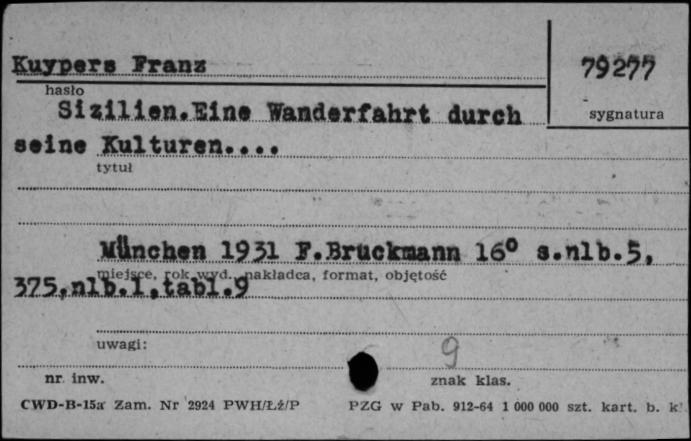 Kuypers Franz
79277
hasło
sygnatura
Sizilien.Eine Wanderfahrt durch
seine Kulturen....
tytuł
München 1931 F.Bruckmann 16° s.nlb.5,
miejsce, rok wyd., nakładca, format, objętość
375,nlb.1,tabl.9
uwagi:
9
nr inw.
znak klas.
CWD-B-15a Zam. Nr 2924 PWH/Łź/P
PZG w Pab. 912-64 1 000 000 szt. kart. b. k.